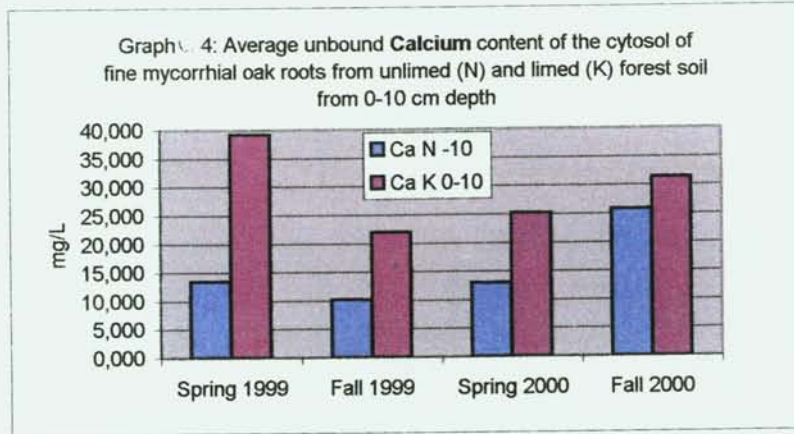 Graph 4: Average unbound Calcium content of the cytosol of
fine mycorrhial oak roots from unlimed (N) and limed (K) forest soil
from 0-10 cm depth
40,000
35,000
30,000
25,000
20,000
15,000
10,000
5,000
0,000
mg/L
Ca N -10
Ca K 0-10
Spring 1999
Fall 1999
Spring 2000
Fall 2000